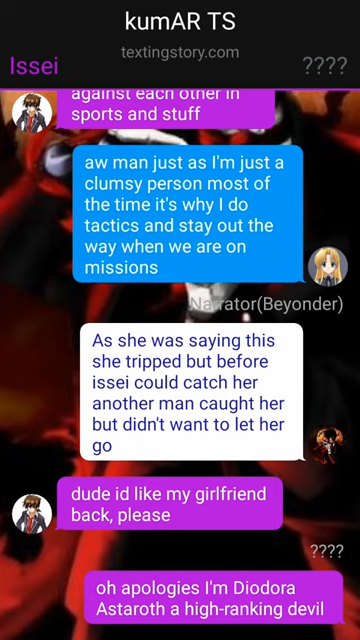 kumAR TS
textingstory.com
Issei
????
against each other in
sports and stuff
aw man just as I'm just a
clumsy person most of
the time it's why I do
tactics and stay out the
way when we are on
missions
Narrator(Beyonder)
As she was saying this
she tripped but before
issei could catch her
another man caught her
but didn't want to let her
go
dude id like my girlfriend
back, please
????
oh apologies I'm Diodora
Astaroth a high-ranking devil